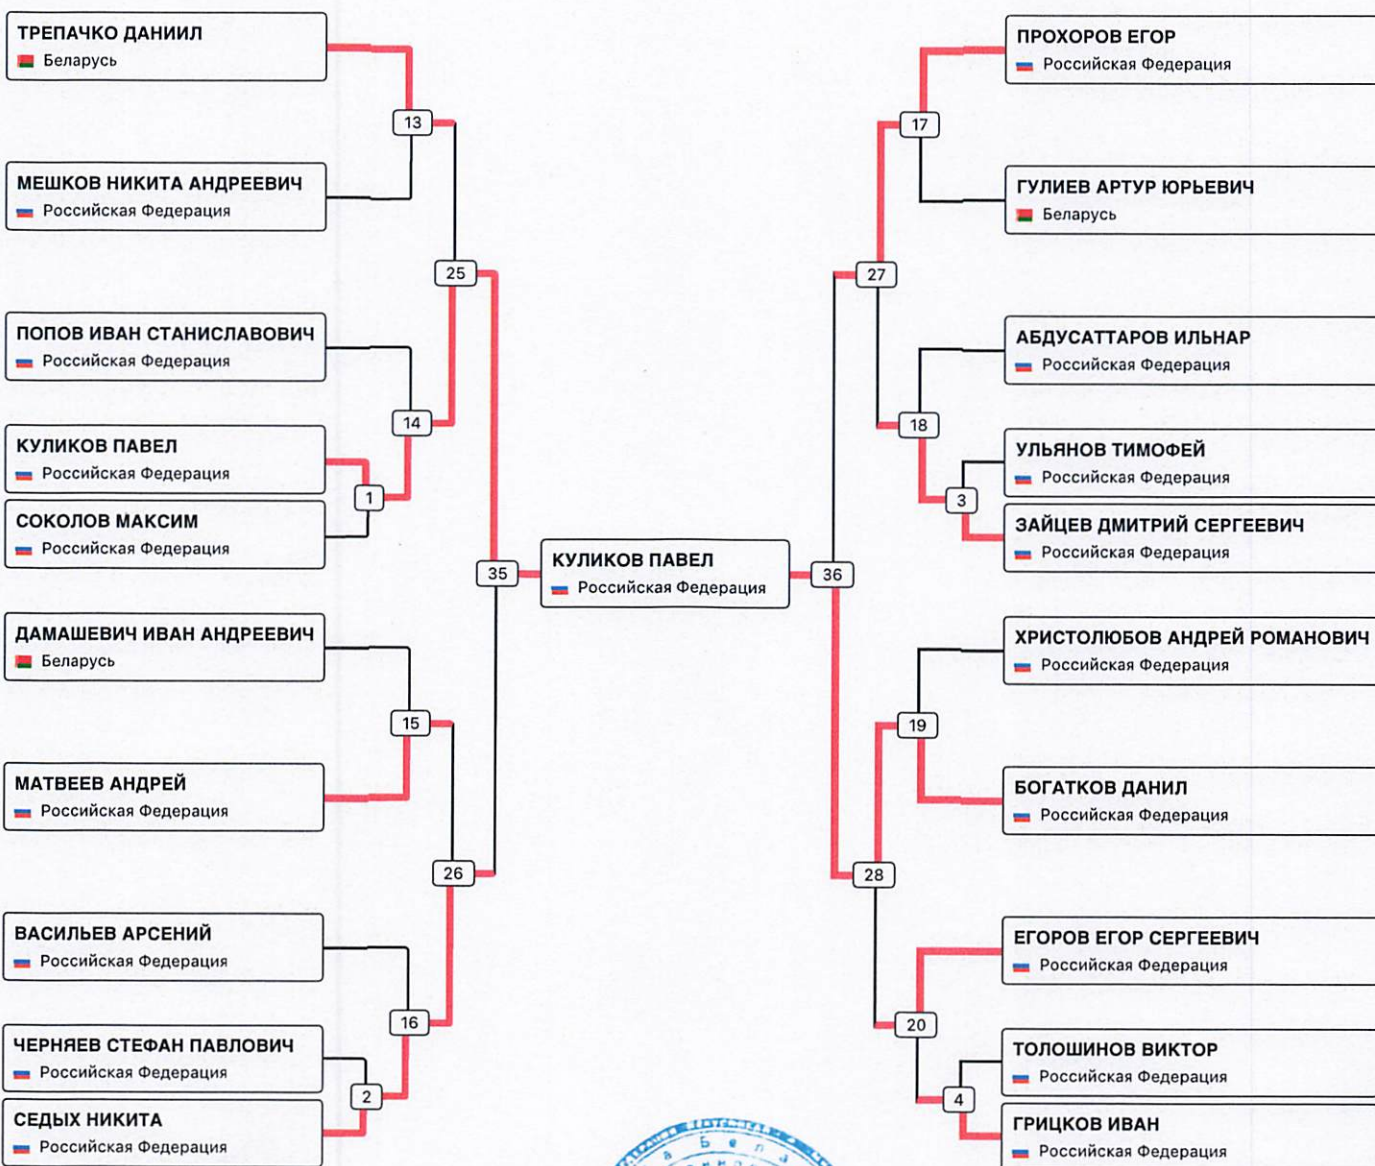 ТРЕПАЧКО ДАНИИЛ
Беларусь
13
МЕШКОВ НИКИТА АНДРЕЕВИЧ
Российская Федерация
25
ПОПОВ ИВАН СТАНИСЛАВОВИЧ
Российская Федерация
14
КУЛИКОВ ПАВЕЛ
Российская Федерация
1
СОКОЛОВ МАКСИМ
Российская Федерация
35
ДАМАШЕВИЧ ИВАН АНДРЕЕВИЧ
Беларусь
15
МАТВЕЕВ АНДРЕЙ
Российская Федерация
26
ВАСИЛЬЕВ АРСЕНИЙ
Российская Федерация
16
ЧЕРНЯЕВ СТЕФАН ПАВЛОВИЧ
Российская Федерация
2
СЕДЫХ НИКИТА
Российская Федерация
КУЛИКОВ ПАВЕЛ
Российская Федерация
36
ПРОХОРОВ ЕГОР
Российская Федерация
17
ГУЛИЕВ АРТУР ЮРЬЕВИЧ
Беларусь
27
АБДУСАТТАРОВ ИЛЬНАР
Российская Федерация
18
УЛЬЯНОВ ТИМОФЕЙ
Российская Федерация
3
ЗАЙЦЕВ ДМИТРИЙ СЕРГЕЕВИЧ
Российская Федерация
ХРИСТОЛЮБОВ АНДРЕЙ РОМАНОВИЧ
Российская Федерация
19
БОГАТКОВ ДАНИЛ
Российская Федерация
28
ЕГОРОВ ЕГОР СЕРГЕЕВИЧ
Российская Федерация
20
ТОЛОШИНОВ ВИКТОР
Российская Федерация
4
ГРИЦКОВ ИВАН
Российская Федерация